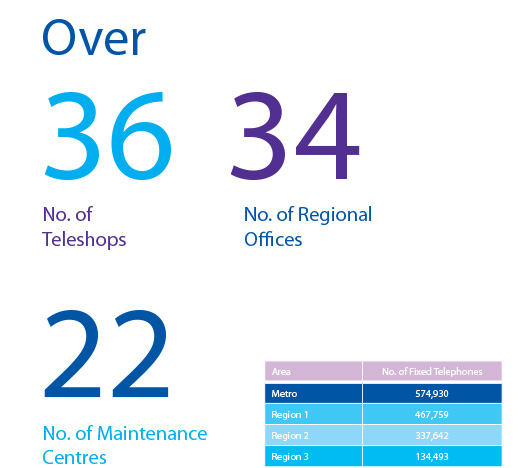 Over
36 34
No. of
Teleshops
No. of Regional
Offices
22
No. of Maintenance
Centres
Area No. of Fixed Telephones
Metro 574,930
Region 1 467,759
Region 2 337,642
Region 3 134,493